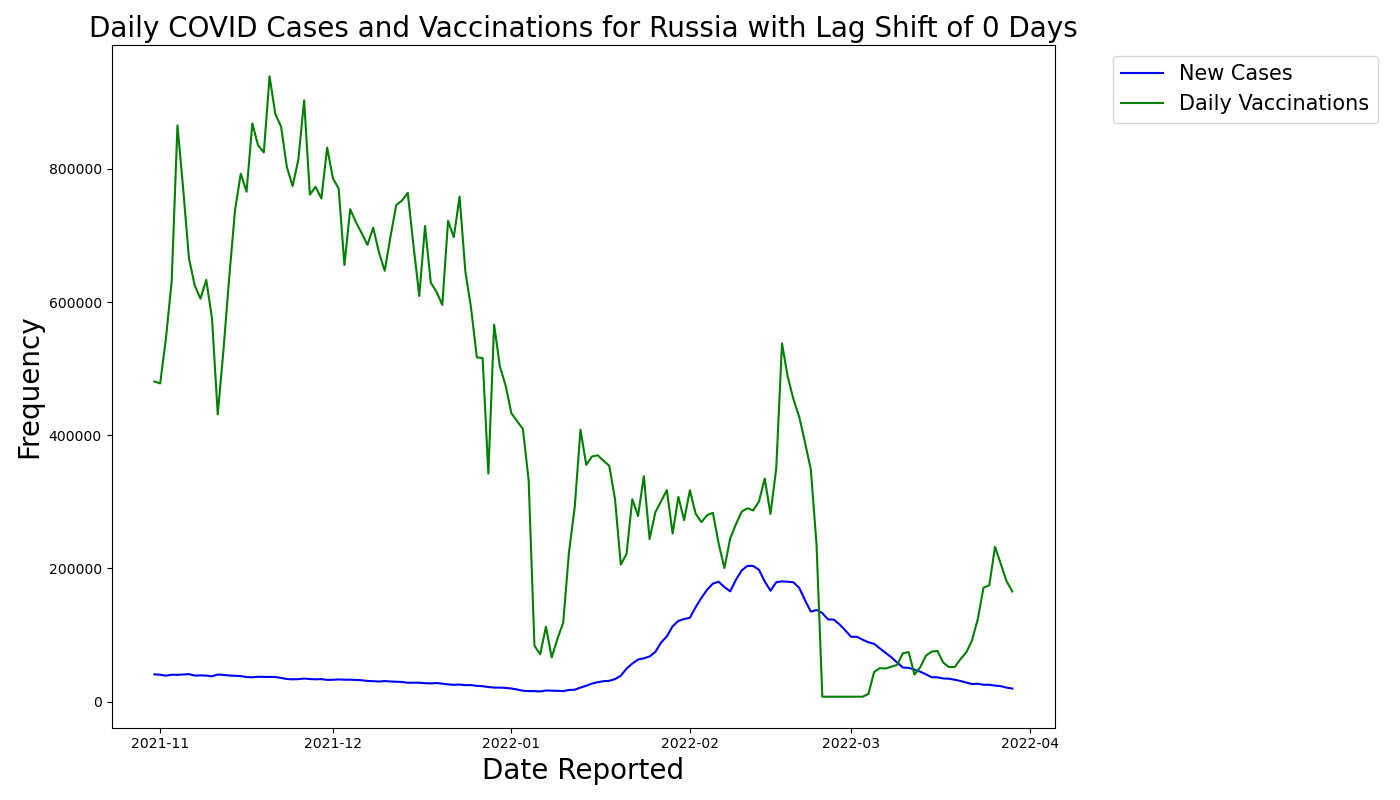 Daily COVID Cases and Vaccinations for Russia with Lag Shift of 0 Days
New Cases
Daily Vaccinations
Frequency
800000
600000
400000
200000
0
2021-11
2021-12
2022-01
2022-02
2022-03
2022-04
Date Reported